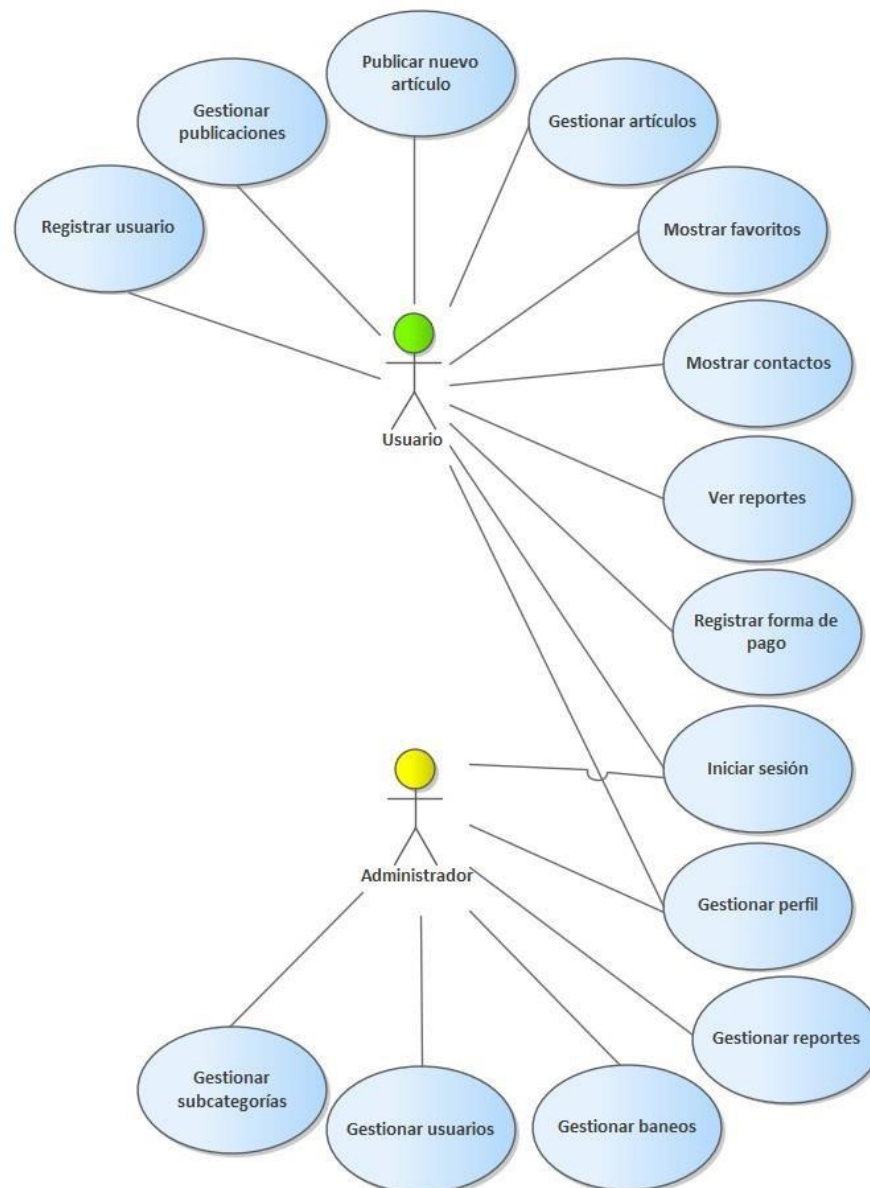 Publicar nuevo
artículo
Gestionar
publicaciones
Gestionar artículos
Registrar usuario
Mostrar favoritos
Mostrar contactos
Usuario
Ver reportes
Registrar forma de
pago
Iniciar sesión
Administrador
Gestionar perfil
Gestionar reportes
Gestionar
subcategorías
Gestionar usuarios
Gestionar baneos